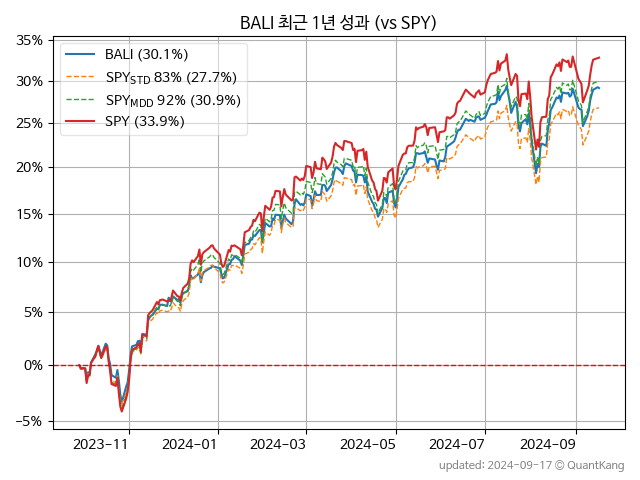 BALI 최근 1년 성과 (vs SPY)
35%
30%
25%
20%
15%
10%
5%
0%
−5%
BALI (30.1%)
SPYSTD 83% (27.7%)
SPYMDD 92% (30.9%)
SPY (33.9%)
2023−11
2024−01
2024−03
2024−05
2024−07
2024−09
updated: 2024-09-17 © QuantKang